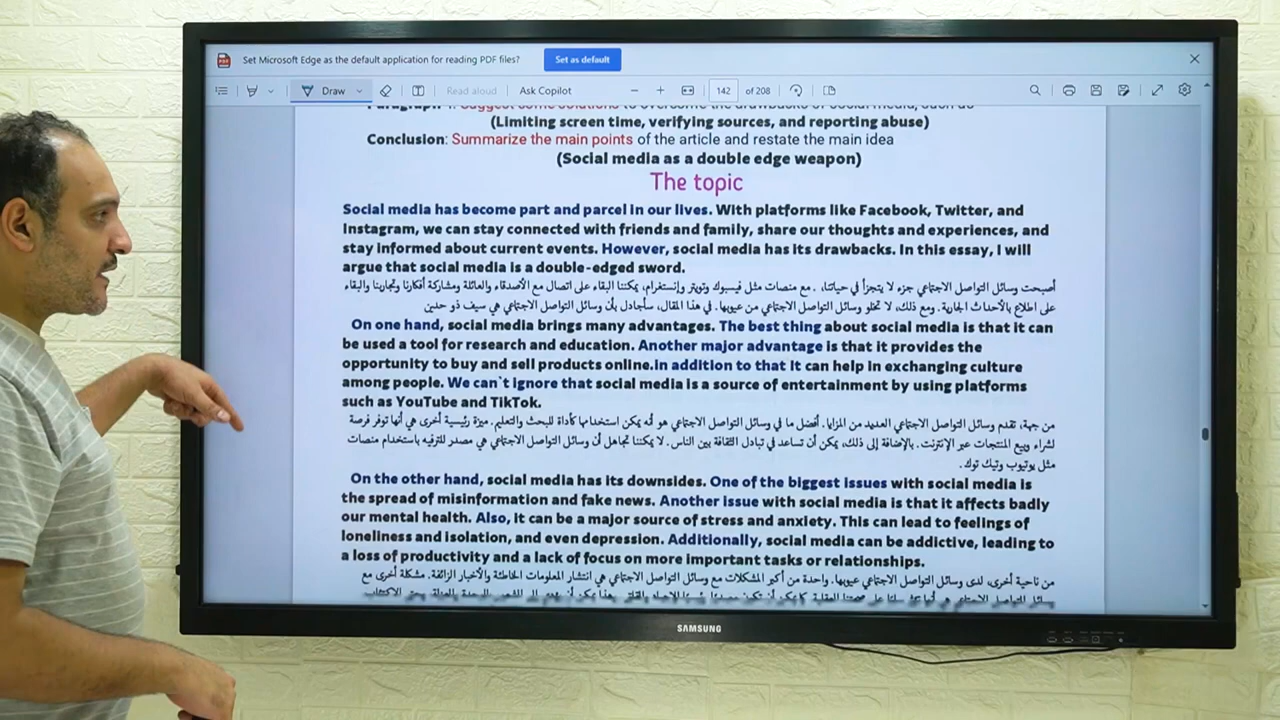 Set Microsoft Edge as the default application for reading PDF files?
Set as default
Draw
Read aloud
Ask Copilot
142 of 208
Suggest some solutions to overcome the drawbacks of social media, such as
(Limiting screen time, verifying sources, and reporting abuse)
Conclusion: Summarize the main points of the article and restate the main idea
(Social media as a double edge weapon)
The topic
Social media has become part and parcel in our lives. With platforms like Facebook, Twitter, and
Instagram, we can stay connected with friends and family, share our thoughts and experiences, and
stay informed about current events. However, social media has its drawbacks. In this essay, I will
argue that social media is a double-edged sword.
أصبحت وسائل التواصل الاجتماعي جزء لا يتجزأ في حياتنا، . مع منصات مثل فيسبوك وتويتر وإنستغرام، يمكننا البقاء على اتصال مع الأصدقاء والعائلة ومشاركة أفكارنا وتجاربنا والبقاء
على اطلاع بالأحداث الجارية. ومع ذلك، لا تخلو وسائل التواصل الاجتماعي من عيوبها. في هذا المقال، سأجادل بأن وسائل التواصل الاجتماعي هي سيف ذو حدين
On one hand, social media brings many advantages. The best thing about social media is that it can
be used a tool for research and education. Another major advantage is that it provides the
opportunity to buy and sell products online.in addition to that it can help in exchanging culture
among people. We can`t ignore that social media is a source of entertainment by using platforms
such as YouTube and TikTok.
من جهة، تقدم وسائل التواصل الاجتماعي العديد من المزايا. أفضل ما في وسائل التواصل الاجتماعي هو أنه يمكن استخدامها كأداة للبحث والتعليم. ميزة رئيسية أخرى هي أنها توفر فرصة
لشراء وبيع المنتجات عبر الإنترنت. بالإضافة إلى ذلك، يمكن أن تساعد في تبادل الثقافة بين الناس. لا يمكننا تجاهل أن وسائل التواصل الاجتماعي هي مصدر للترفيه باستخدام منصات
مثل يوتيوب وتيك توك.
On the other hand, social media has its downsides. One of the biggest issues with social media is
the spread of misinformation and fake news. Another issue with social media is that it affects badly
our mental health. Also, it can be a major source of stress and anxiety. This can lead to feelings of
loneliness and isolation, and even depression. Additionally, social media can be addictive, leading to
a loss of productivity and a lack of focus on more important tasks or relationships.
من ناحية أخرى، لدى وسائل التواصل الاجتماعي عيوبها. واحدة من أكبر المشكلات مع وسائل التواصل الاجتماعي هي انتشار المعلومات الخاطئة والأخبار الزائفة. مشكلة أخرى مع
SAMSUNG